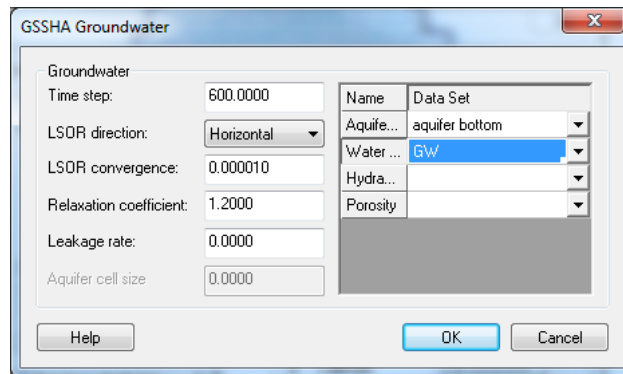 GSSHA Groundwater
Groundwater
Time step: 600.0000
LSOR direction: Horizontal
LSOR convergence: 0.000010
Relaxation coefficient: 1.2000
Leakage rate: 0.0000
Aquifer cell size 0.0000
Name Data Set
Aquife... aquifer bottom
Water ... GW
Hydra...
Porosity
Help OK Cancel